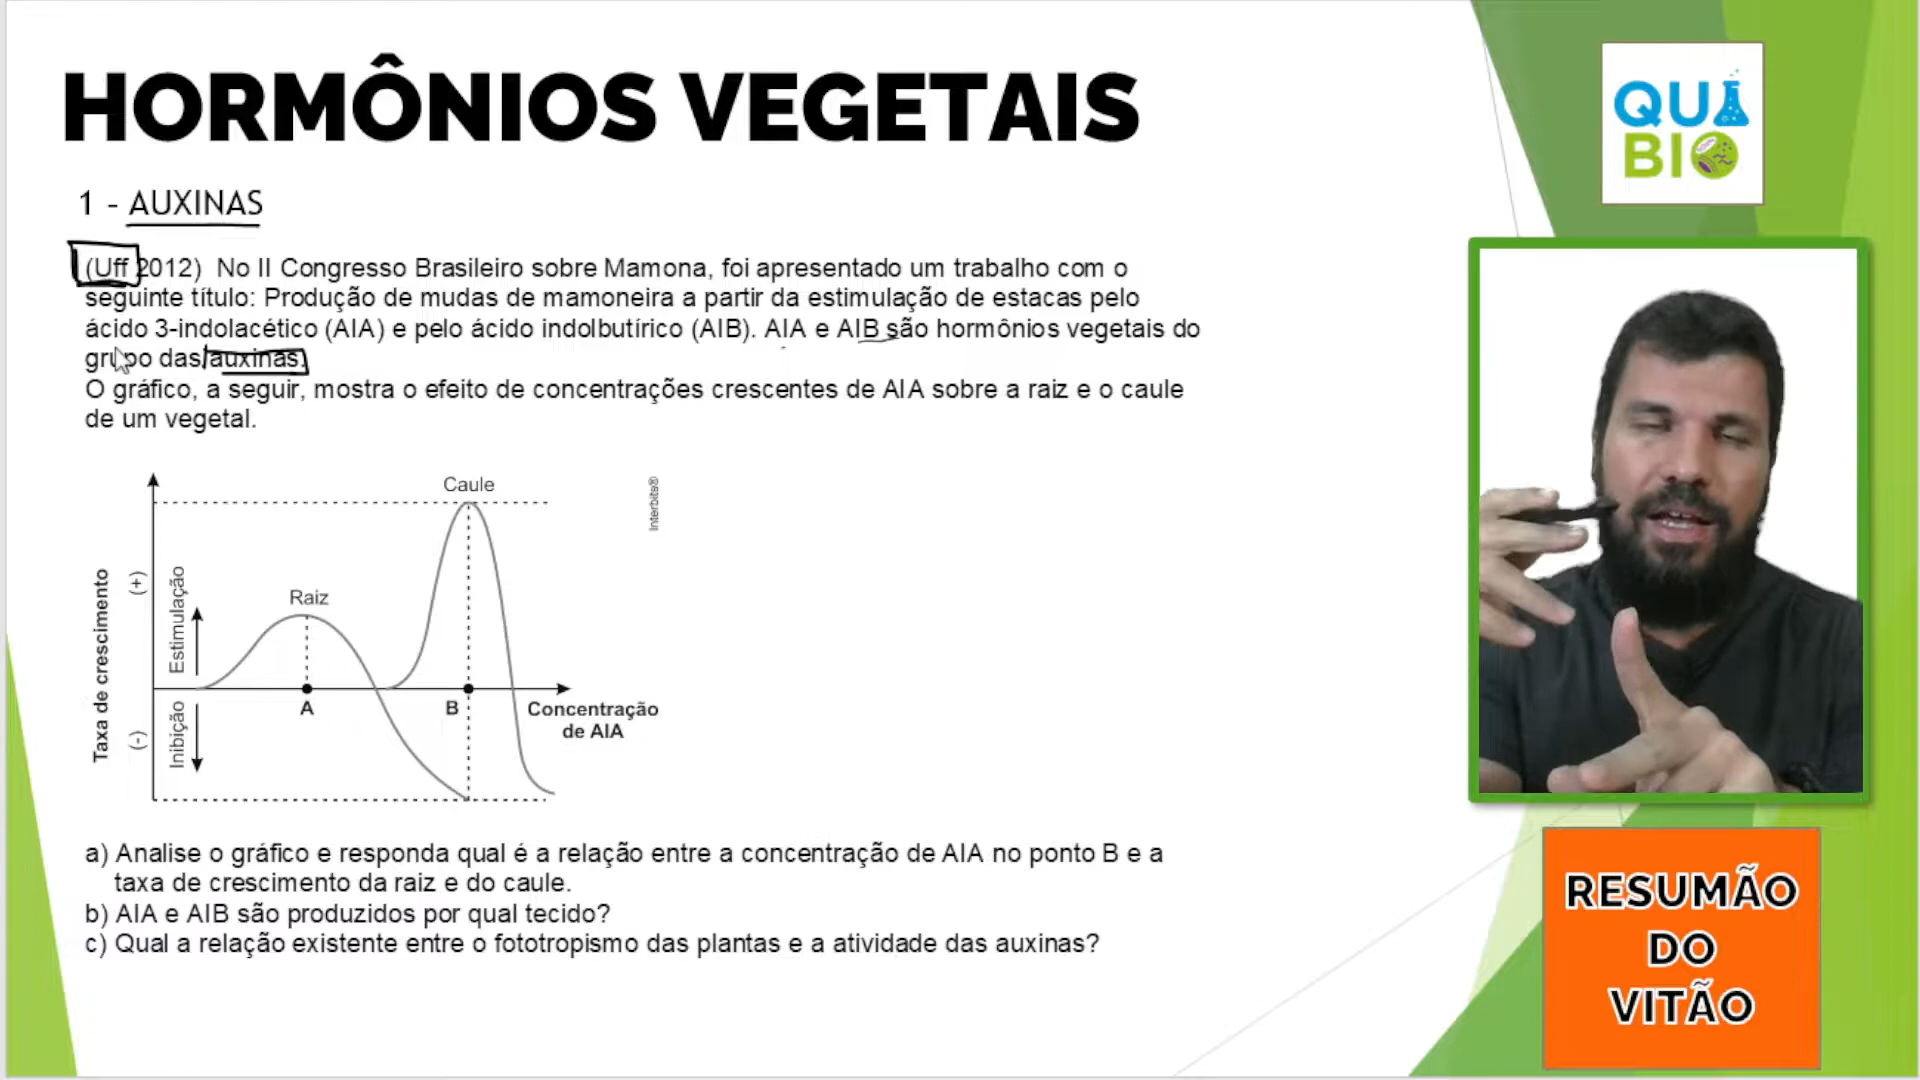 HORMÔNIOS VEGETAIS
QUÍ
BIO
1 - AUXINAS
(Uff 2012) No II Congresso Brasileiro sobre Mamona, foi apresentado um trabalho com o
seguinte título: Produção de mudas de mamoneira a partir da estimulação de estacas pelo
ácido 3-indolacético (AIA) e pelo ácido indolbutírico (AIB). AIA e AIB são hormônios vegetais do
grupo das auxinas.
O gráfico, a seguir, mostra o efeito de concentrações crescentes de AIA sobre a raiz e o caule
de um vegetal.
Caule
Interbits®
Raiz
Taxa de crescimento
(+)
(-)
Estimulação
Inibição
A
B
Concentração
de AIA
a) Analise o gráfico e responda qual é a relação entre a concentração de AIA no ponto B e a
taxa de crescimento da raiz e do caule.
b) AIA e AIB são produzidos por qual tecido?
c) Qual a relação existente entre o fototropismo das plantas e a atividade das auxinas?
RESUMÃO
DO
VITÃO